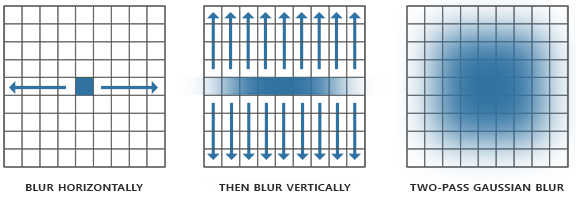 BLUR HORIZONTALLY
THEN BLUR VERTICALLY
TWO-PASS GAUSSIAN BLUR